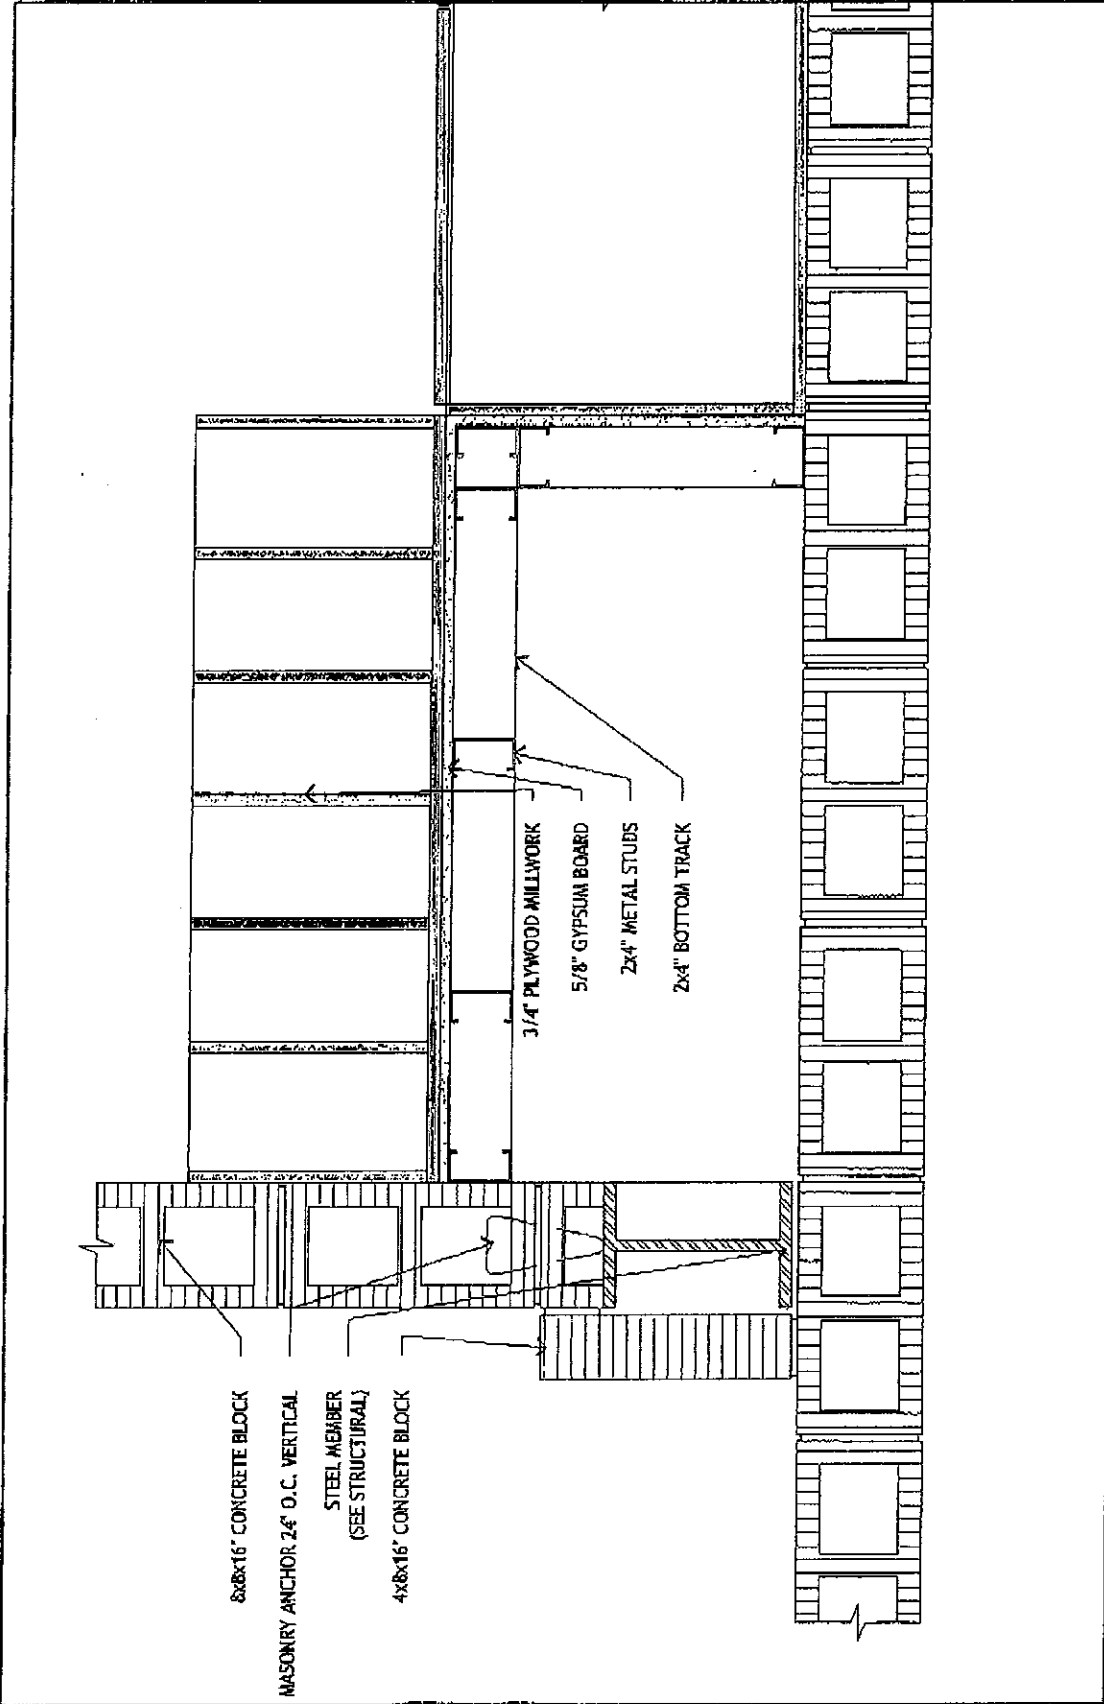 8x8x16" CONCRETE BLOCK
MASONRY ANCHOR 24" O.C. VERTICAL
STEEL MEMBER
(SEE STRUCTURAL)
4x8x16" CONCRETE BLOCK
3/4" PLYWOOD MILLWORK
5/8" GYPSUM BOARD
2x4" METAL STUDS
2x4" BOTTOM TRACK